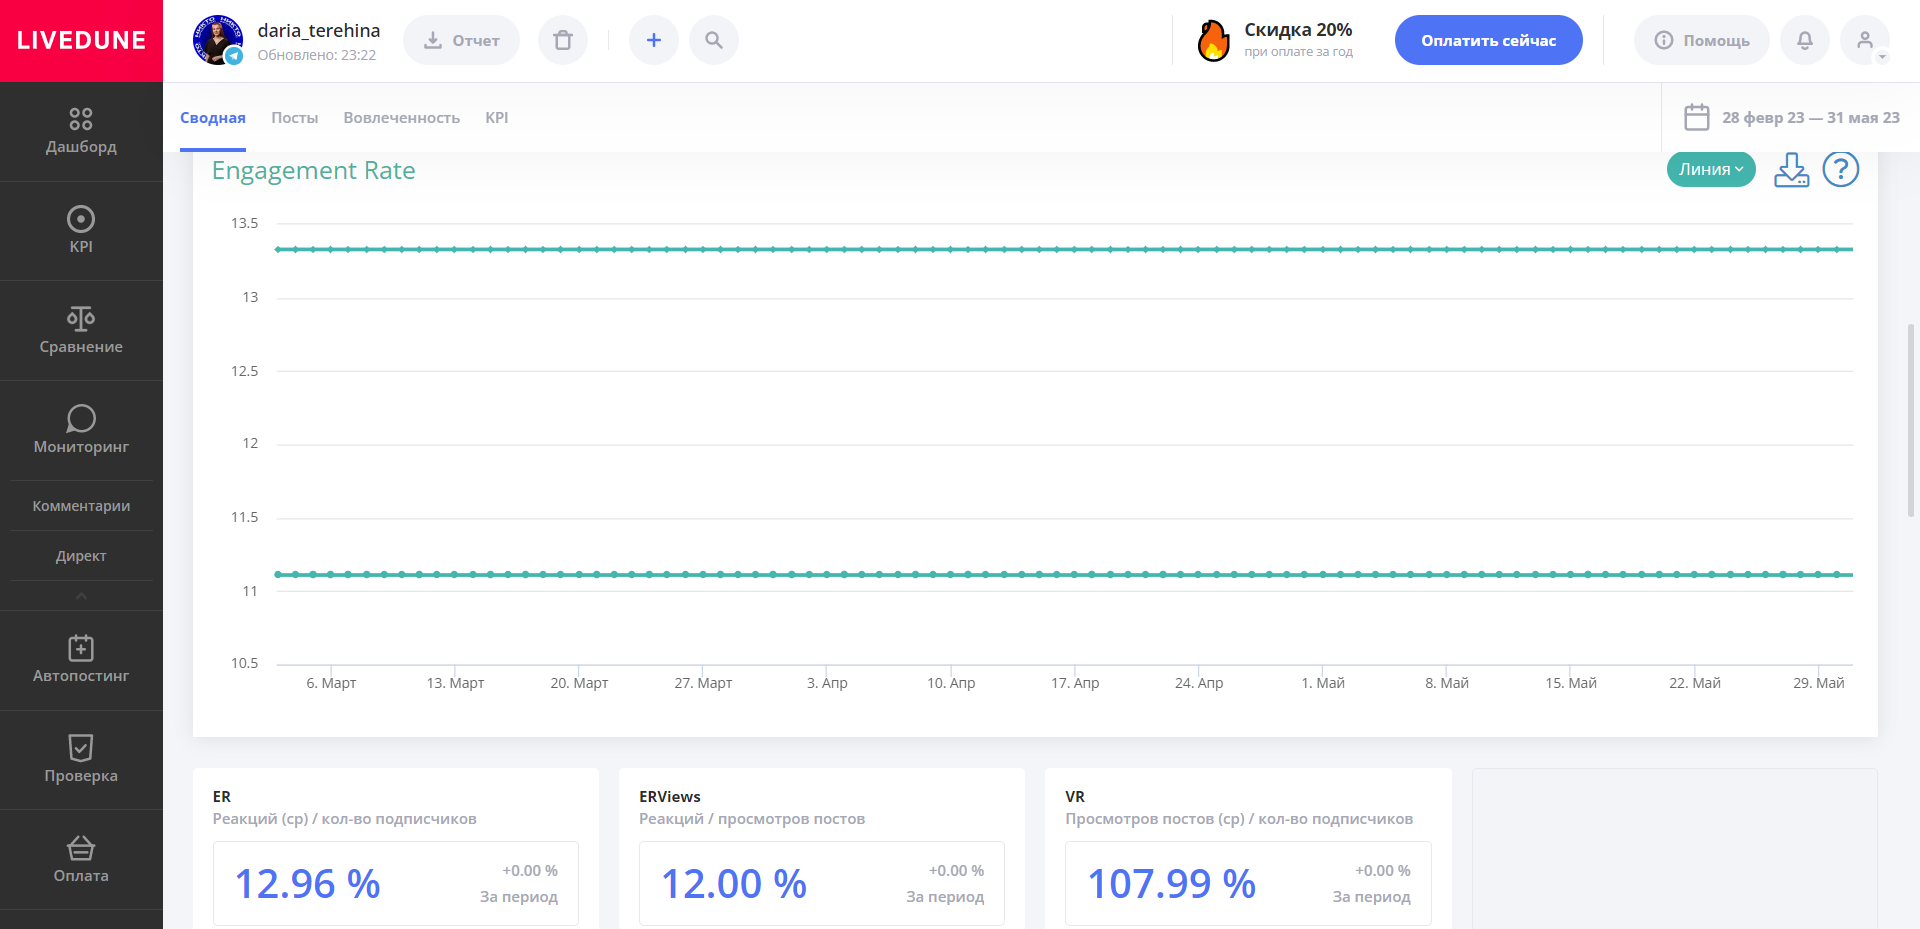 LIVEDUNE
daria_terehina
Обновлено: 23:22
Отчет
Скидка 20%
при оплате за год
Оплатить сейчас
Помощь
Сводная
Посты
Вовлеченность
KPI
28 февр 23 — 31 мая 23
Дашборд
KPI
Сравнение
Мониторинг
Комментарии
Директ
Автопостинг
Проверка
Оплата
Engagement Rate
Линия
13.5
13
12.5
12
11.5
11
10.5
6. Март
13. Март
20. Март
27. Март
3. Апр
10. Апр
17. Апр
24. Апр
1. Май
8. Май
15. Май
22. Май
29. Май
ER
Реакций (ср) / кол-во подписчиков
12.96 %
+0.00 %
За период
ERViews
Реакций / просмотров постов
12.00 %
+0.00 %
За период
VR
Просмотров постов (ср) / кол-во подписчиков
107.99 %
+0.00 %
За период